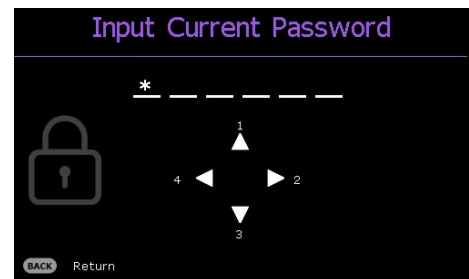 Input Current Password
* _ _ _ _ _
1
4 2
3
BACK Return